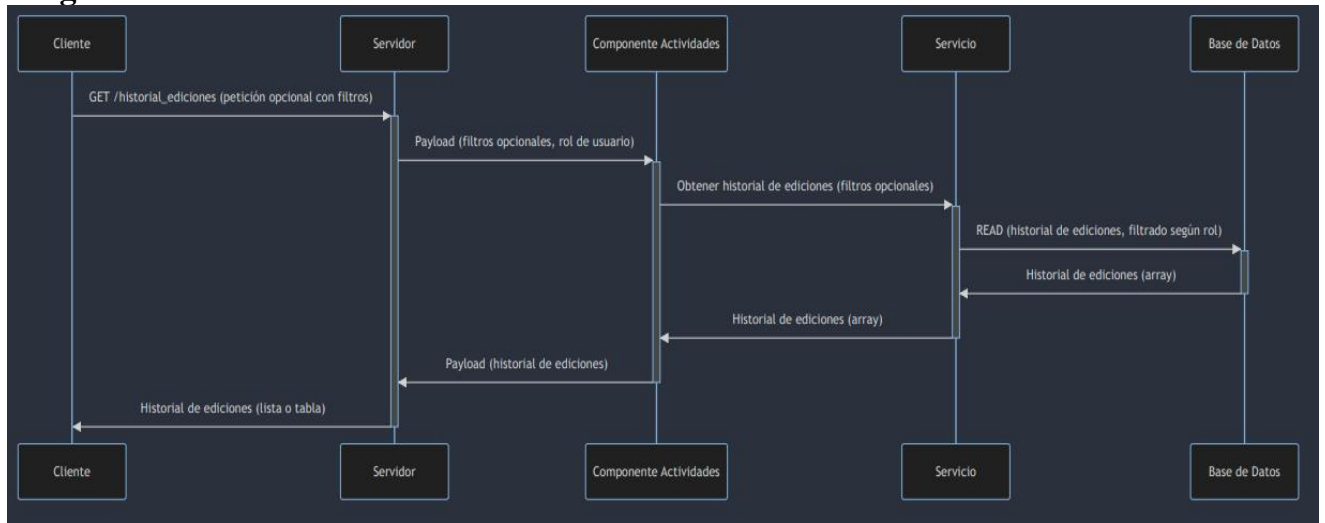 Cliente
Servidor
Componente Actividades
Servicio
Base de Datos
GET /historial_ediciones (petición opcional con filtros)
Payload (filtros opcionales, rol de usuario)
Obtener historial de ediciones (filtros opcionales)
READ (historial de ediciones, filtrado según rol)
Historial de ediciones (array)
Historial de ediciones (array)
Payload (historial de ediciones)
Historial de ediciones (lista o tabla)
Cliente
Servidor
Componente Actividades
Servicio
Base de Datos